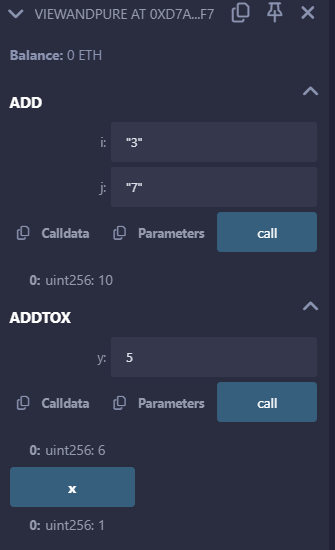 VIEWANDPURE AT 0XD7A...F7
Balance: 0 ETH
ADD
i: "3"
j: "7"
Calldata Parameters call
0: uint256: 10
ADDTOX
y: 5
Calldata Parameters call
0: uint256: 6
x
0: uint256: 1